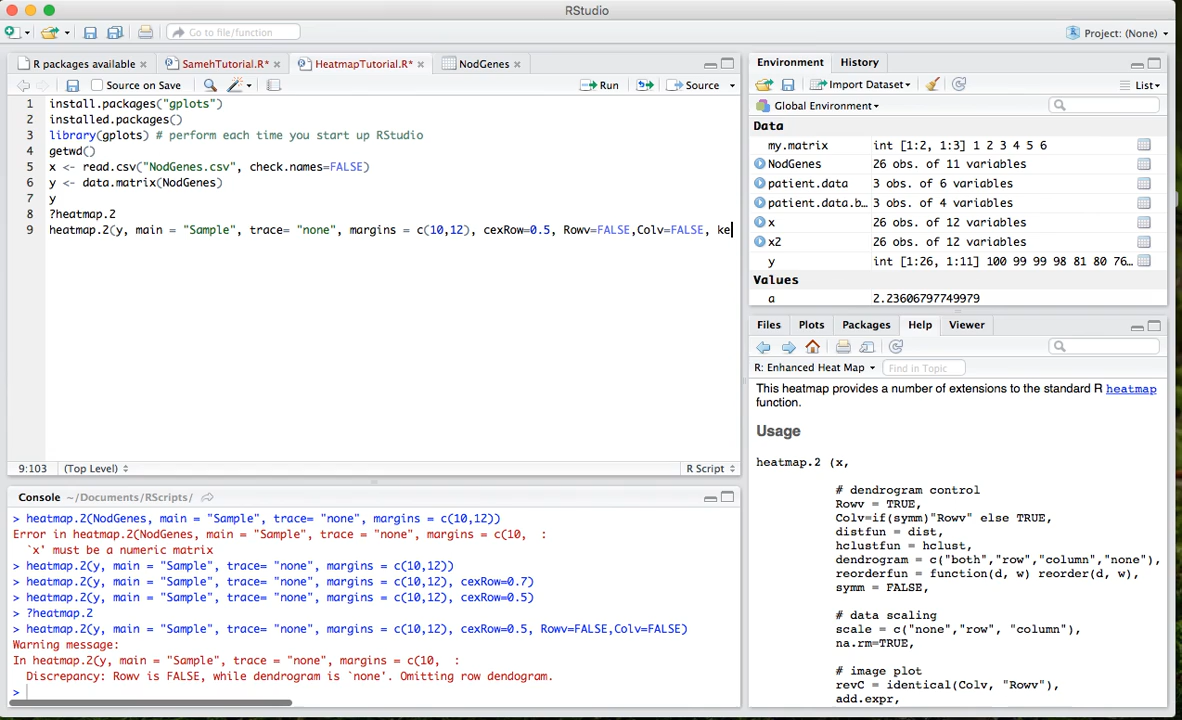 RStudio
Go to file/function
Project: (None)
R packages available
SamehTutorial.R*
HeatmapTutorial.R*
NodGenes
Source on Save
Run
Source
1 install.packages("gplots")
2 installed.packages()
3 library(gplots) # perform each time you start up RStudio
4 getwd()
5 x <- read.csv("NodGenes.csv", check.names=FALSE)
6 y <- data.matrix(NodGenes)
7 y
8 ?heatmap.2
9 heatmap.2(y, main = "Sample", trace= "none", margins = c(10,12), cexRow=0.5, Rowv=FALSE,Colv=FALSE, ke
9:103 (Top Level) R Script
Console ~/Documents/RScripts/
> heatmap.2(NodGenes, main = "Sample", trace= "none", margins = c(10,12))
Error in heatmap.2(NodGenes, main = "Sample", trace = "none", margins = c(10, :
`x' must be a numeric matrix
> heatmap.2(y, main = "Sample", trace= "none", margins = c(10,12))
> heatmap.2(y, main = "Sample", trace= "none", margins = c(10,12), cexRow=0.7)
> heatmap.2(y, main = "Sample", trace= "none", margins = c(10,12), cexRow=0.5)
> ?heatmap.2
> heatmap.2(y, main = "Sample", trace= "none", margins = c(10,12), cexRow=0.5, Rowv=FALSE,Colv=FALSE)
Warning message:
In heatmap.2(y, main = "Sample", trace = "none", margins = c(10, :
Discrepancy: Rowv is FALSE, while dendrogram is `none'. Omitting row dendogram.
>
Environment History
Import Dataset List
Global Environment
Data
my.matrix int [1:2, 1:3] 1 2 3 4 5 6
NodGenes 26 obs. of 11 variables
patient.data 3 obs. of 6 variables
patient.data.b… 3 obs. of 4 variables
x 26 obs. of 12 variables
x2 26 obs. of 12 variables
y int [1:26, 1:11] 100 99 99 98 81 80 76…
Values
a 2.23606797749979
Files Plots Packages Help Viewer
R: Enhanced Heat Map Find in Topic
This heatmap provides a number of extensions to the standard R heatmap
function.
Usage
heatmap.2 (x,
# dendrogram control
Rowv = TRUE,
Colv=if(symm)"Rowv" else TRUE,
distfun = dist,
hclustfun = hclust,
dendrogram = c("both","row","column","none"),
reorderfun = function(d, w) reorder(d, w),
symm = FALSE,
# data scaling
scale = c("none","row", "column"),
na.rm=TRUE,
# image plot
revC = identical(Colv, "Rowv"),
add.expr,